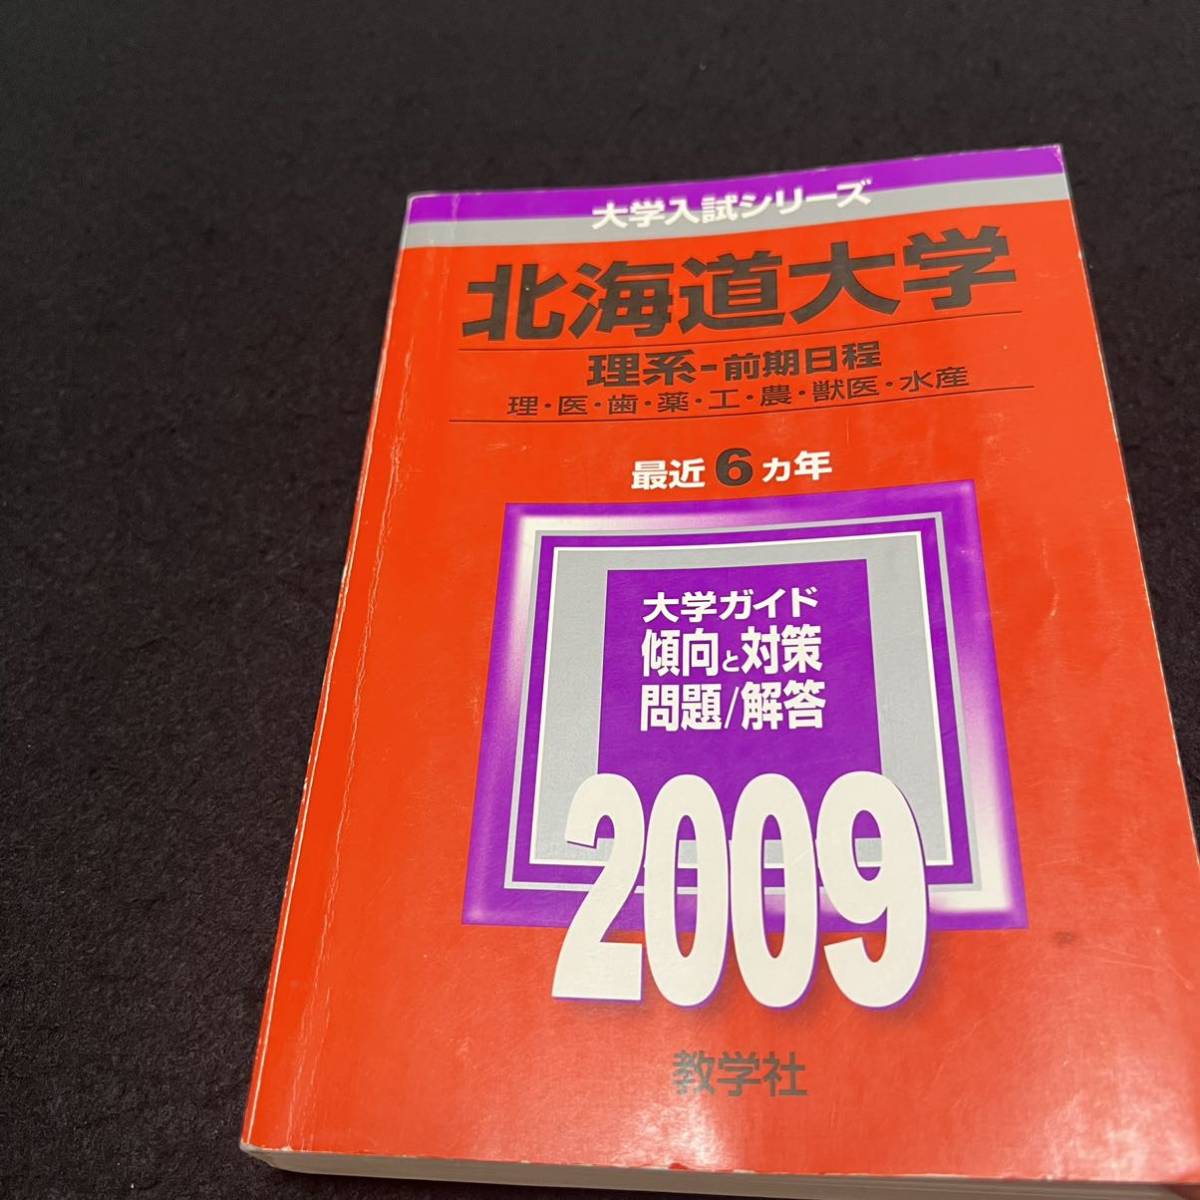 大学入試シリーズ
北海道大学
理系-前期日程
理・医・歯・薬・工・農・獣医・水産
最近6カ年
大学ガイド
傾向と対策
問題/解答
2009
教学社